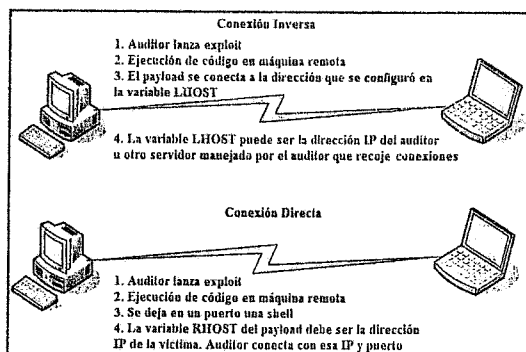 Conexión Inversa
1. Auditor lanza exploit
2. Ejecución de código en máquina remota
3. El payload se conecta a la dirección que se configuró en
la variable LHOST
4. La variable LHOST puede ser la dirección IP del auditor
u otro servidor manejado por el auditor que recoje conexiones
Conexión Directa
1. Auditor lanza exploit
2. Ejecución de código en máquina remota
3. Se deja en un puerto una shell
4. La variable RHOST del payload debe ser la dirección
IP de la víctima. Auditor conecta con esa IP y puerto